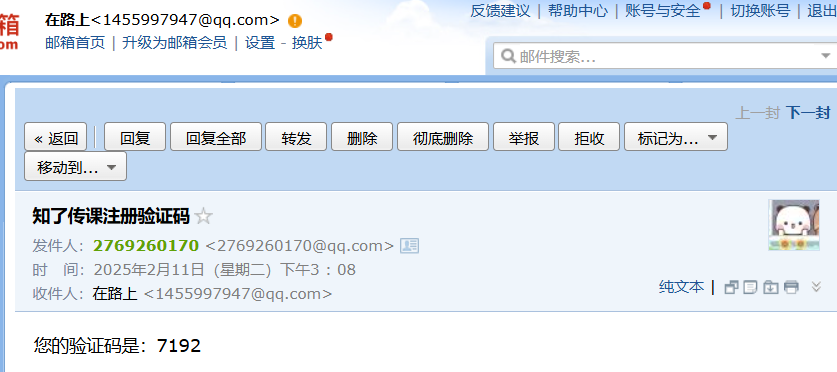 箱
om
在路上<1455997947@qq.com>
反馈建议 | 帮助中心 | 账号与安全 | 切换账号 | 退出
邮箱首页 | 升级为邮箱会员 | 设置 - 换肤
邮件搜索...
上一封 下一封
« 返回 回复 回复全部 转发 删除 彻底删除 举报 拒收 标记为...
移动到...
知了传课注册验证码
发件人：2769260170 <2769260170@qq.com>
时 间：2025年2月11日（星期二）下午3：08
收件人：在路上 <1455997947@qq.com>
纯文本 |
您的验证码是：7192